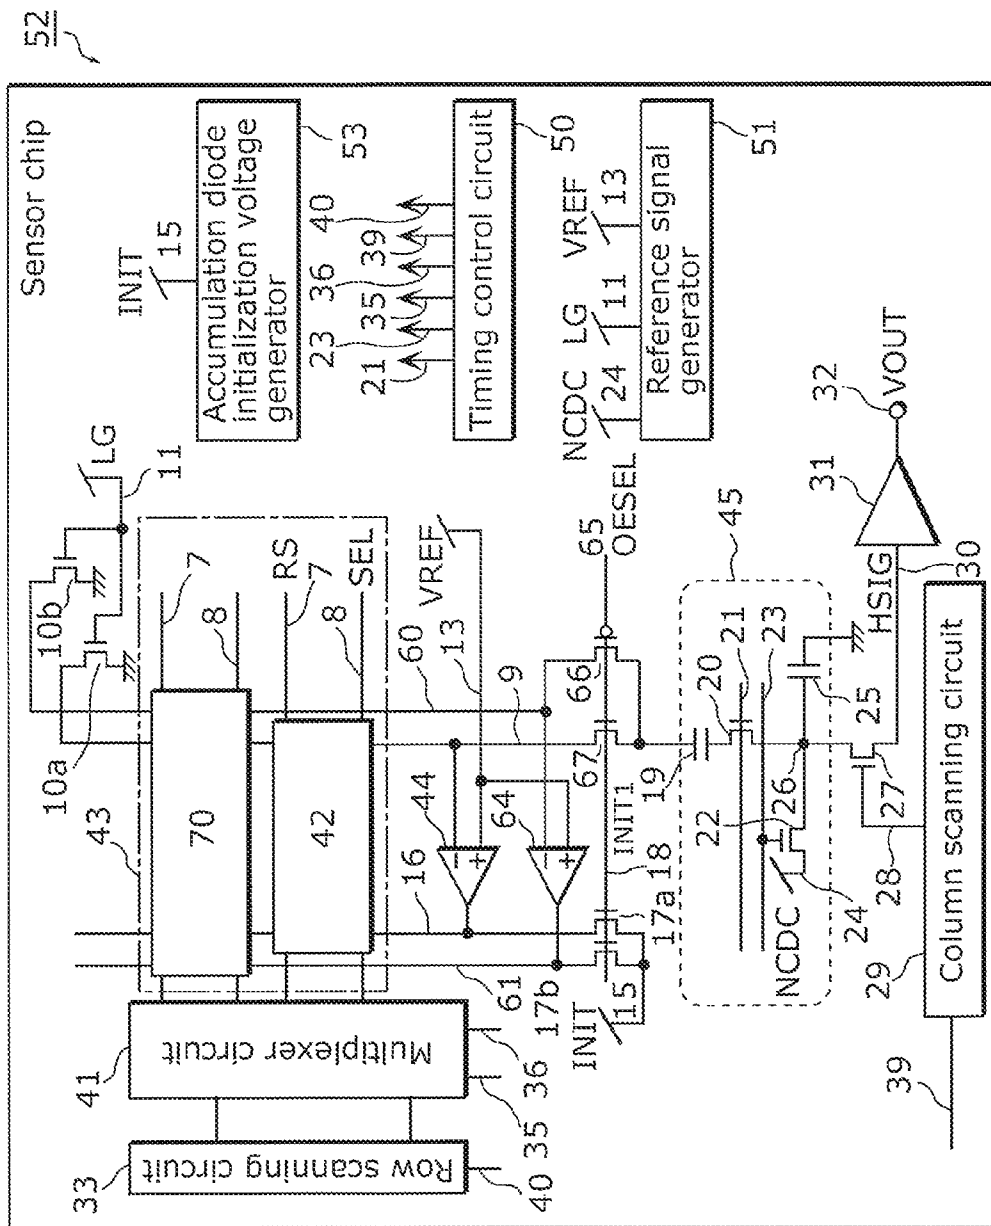 52
Sensor chip
INIT
15
Accumulation diode
initialization voltage
generator
53
21
23
35
36
39
40
Timing control circuit
50
NCDC
24
LG
11
VREF
13
Reference signal
generator
51
LG
11
10b
10a
43
7
8
RS
7
SEL
8
70
42
41
Multiplexer circuit
33
Row scanning circuit
40
35
36
60
VREF
13
9
16
44
64
61
17b
INIT
15
17a
18
INIT1
67
66
65
OESEL
45
19
20
21
22
23
NCDC
24
26
25
27
28
HSIG
30
31
32
VOUT
29
Column scanning circuit
39